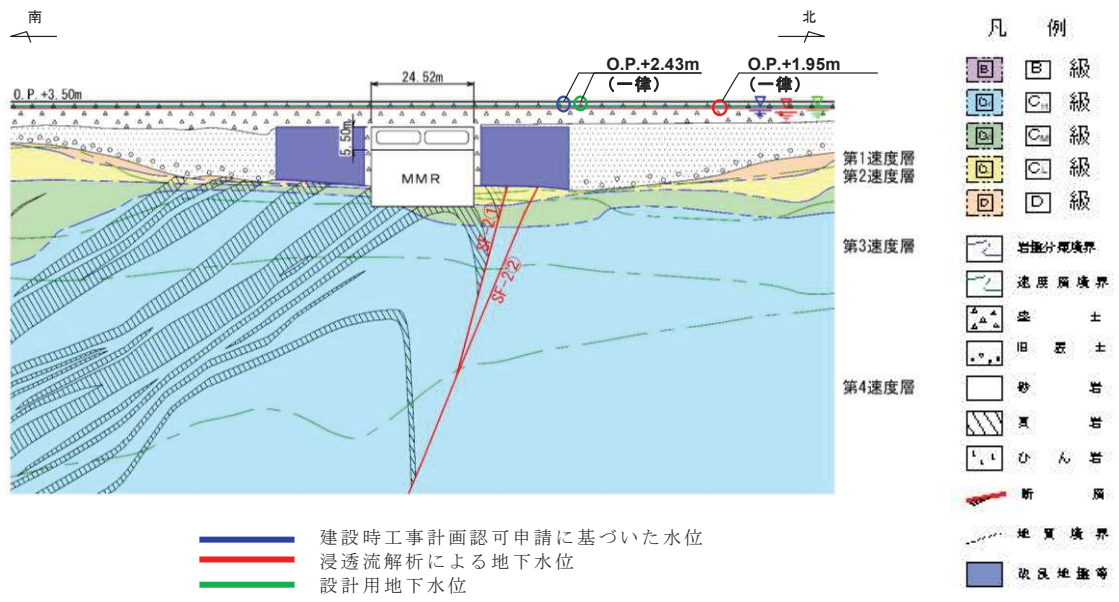 南
北
O.P.+2.43m
(一律)
O.P.+1.95m
(一律)
O.P.+3.50m
24.52m
5.50m
MMR
SF-2①
SF-2②
第1速度層
第2速度層
第3速度層
第4速度層
凡 例
B B 級
CH 級
CM 級
CL 級
D D 級
岩盤分類境界
速度層境界
盛 土
旧 表 土
砂 岩
頁 岩
ひ ん 岩
断 層
地 質 境 界
改良地盤等
建設時工事計画認可申請に基づいた水位
浸透流解析による地下水位
設計用地下水位